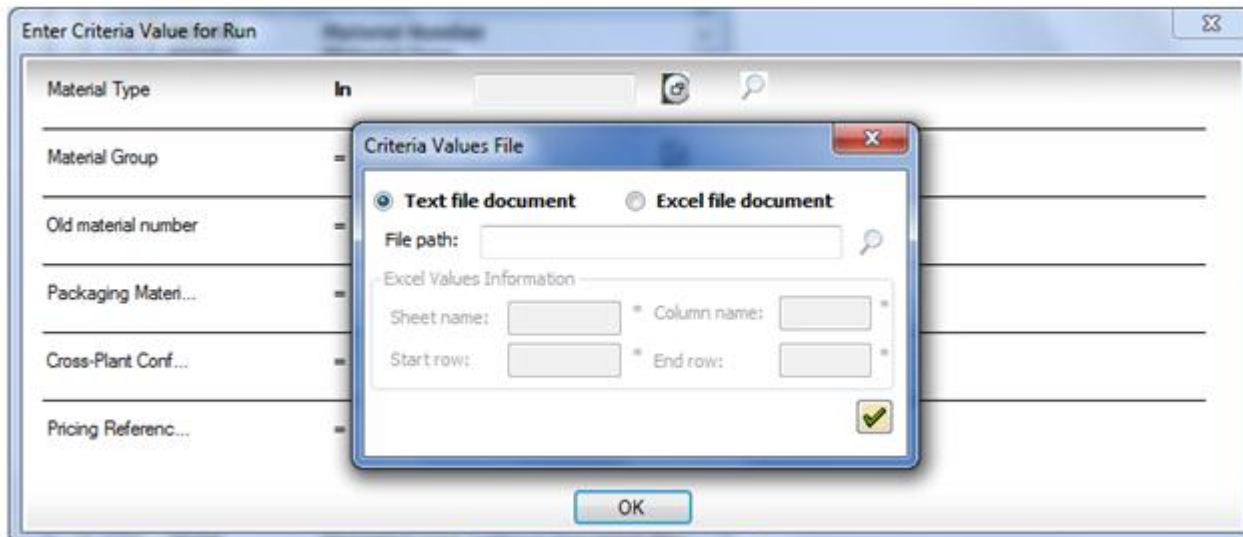 Enter Criteria Value for Run
Material Type In
Criteria Values File
Material Group =
Text file document Excel file document
Old material number =
File path:
Excel Values Information
Packaging Materi... =
Sheet name: * Column name: *
Cross-Plant Conf... =
Start row: * End row: *
Pricing Referenc... =
OK